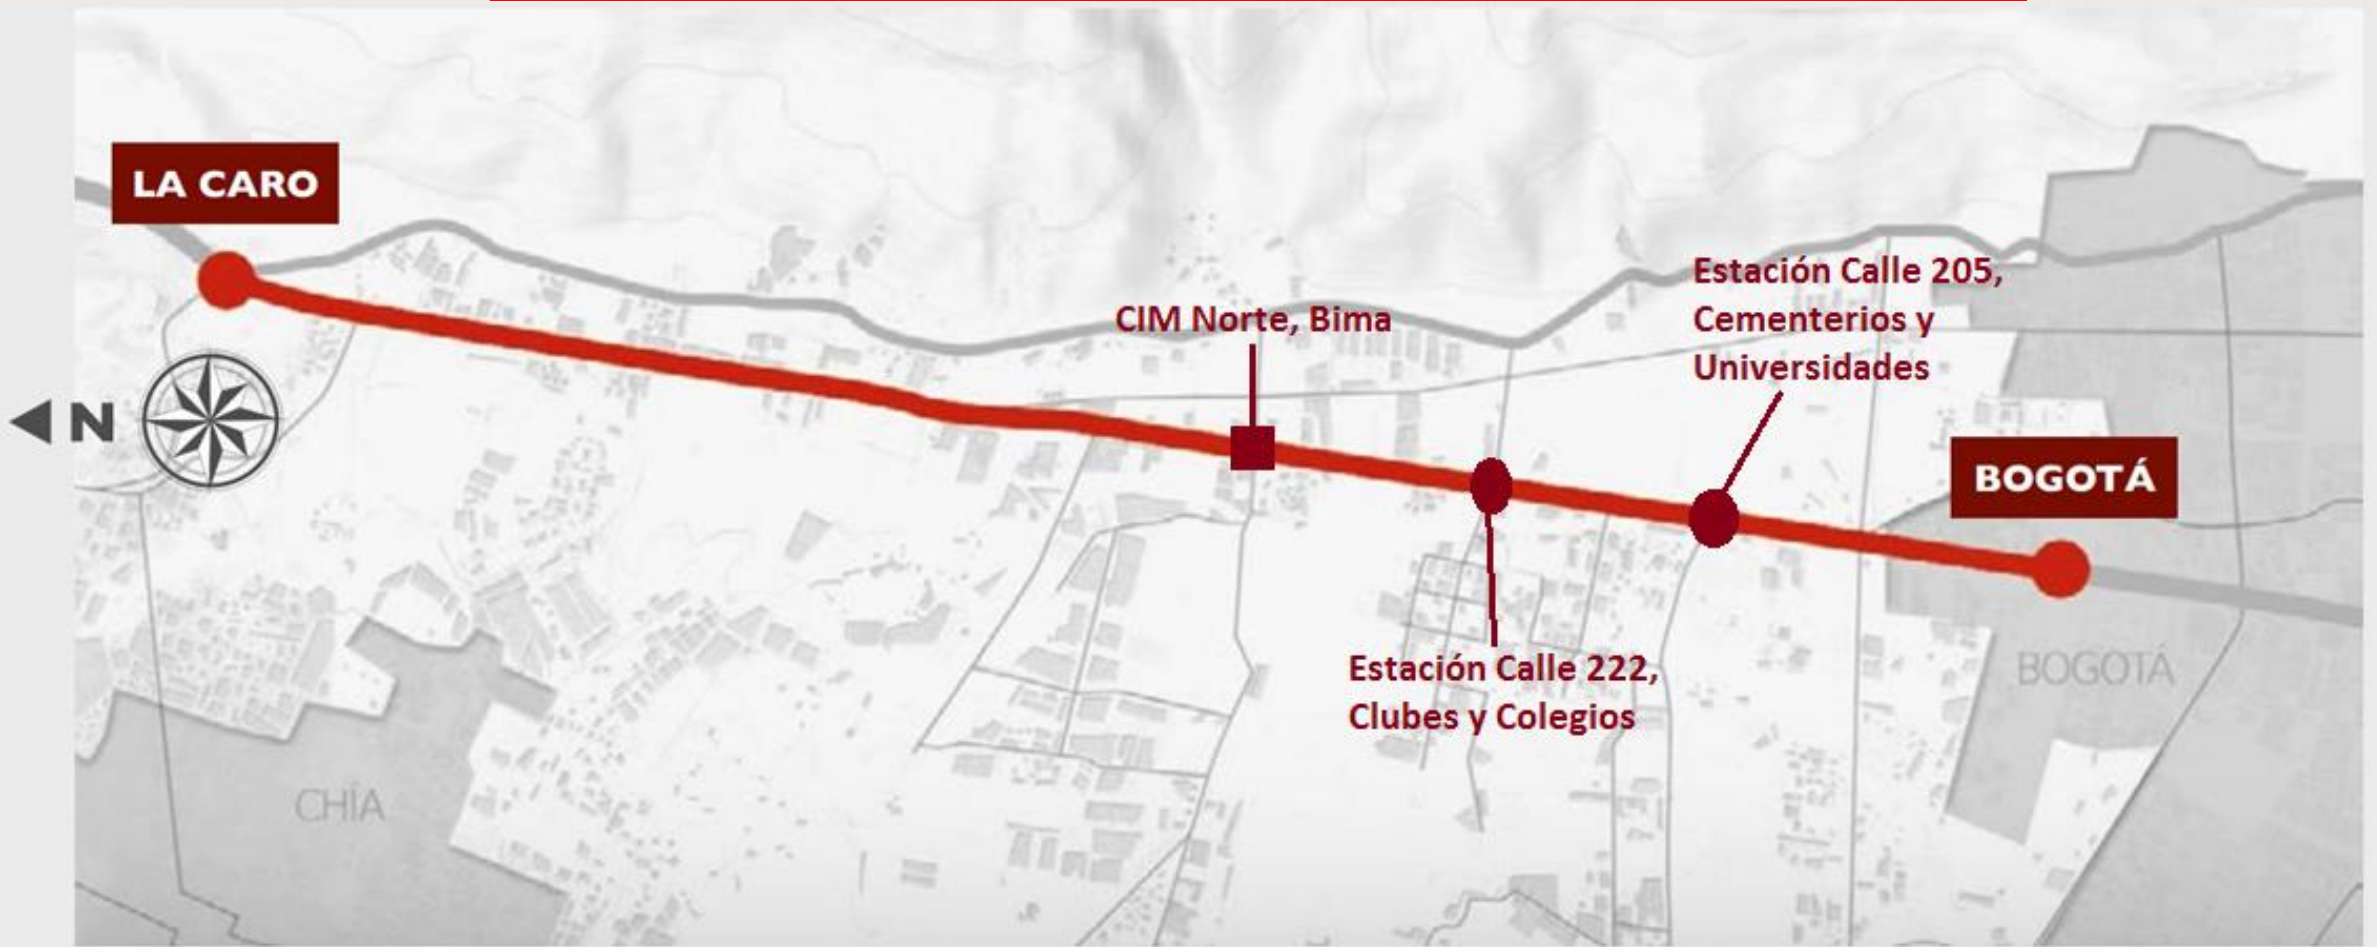 LA CARO
Estación Calle 205,
Cementerios y
Universidades
CIM Norte, Bima
N
BOGOTÁ
Estación Calle 222,
Clubes y Colegios
BOGOTÁ
CHÍA